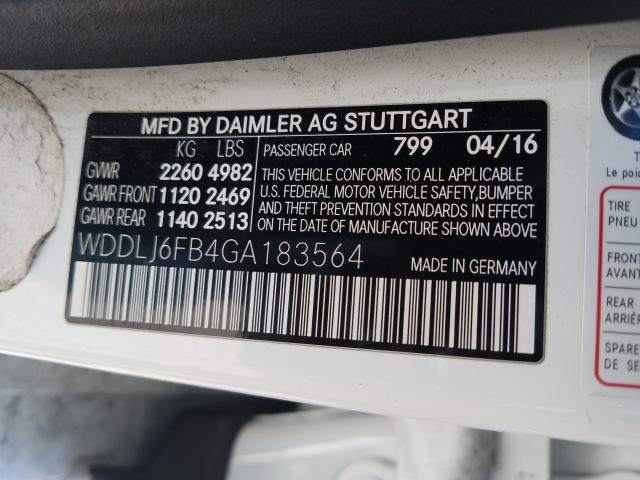 MFD BY DAIMLER AG STUTTGART
KG LBS
GVWR 2260 4982
GAWR FRONT 1120 2469
GAWR REAR 1140 2513
PASSENGER CAR 799 04/16
THIS VEHICLE CONFORMS TO ALL APPLICABLE
U.S. FEDERAL MOTOR VEHICLE SAFETY,BUMPER
AND THEFT PREVENTION STANDARDS IN EFFECT
ON THE DATE OF MANUFACTURE SHOWN ABOVE.
WDDLJ6FB4GA183564 MADE IN GERMANY
Le poi
TIRE
PNEU
FRONT
AVANT
REAR
ARRIÈR
SPARE
DE SE